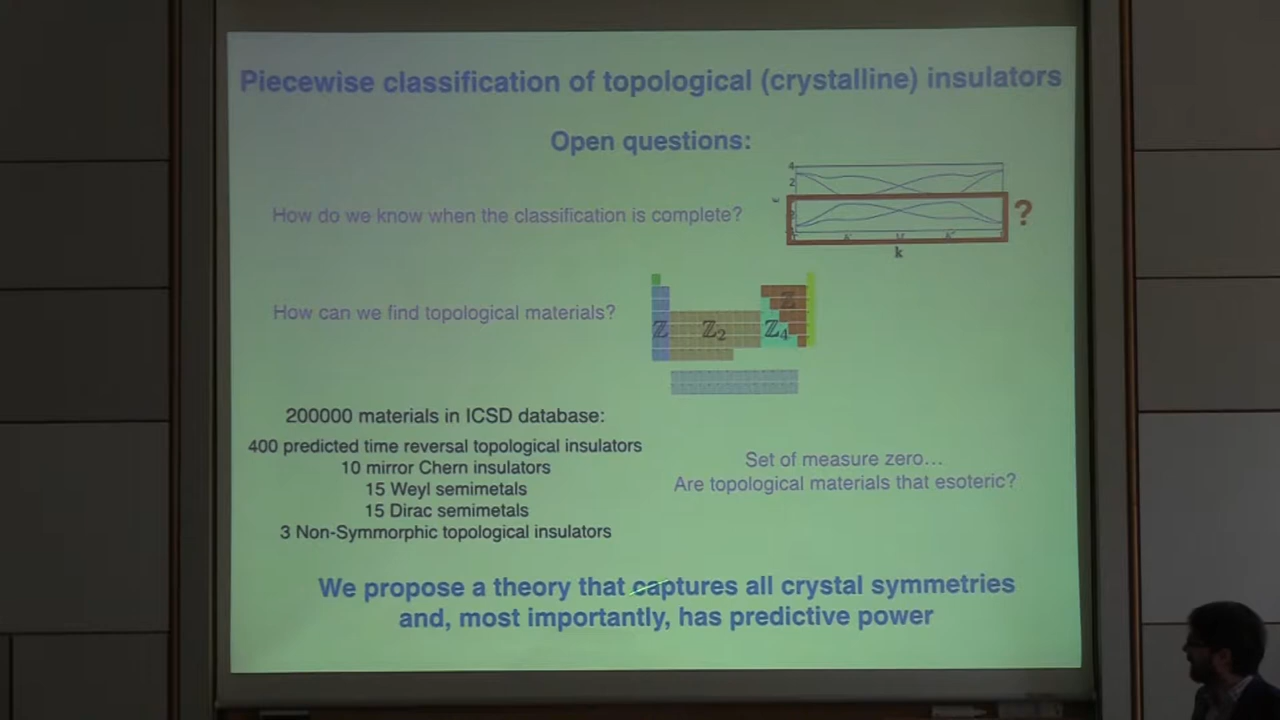 Piecewise classification of topological (crystalline) insulators
Open questions:
How do we know when the classification is complete?
4
2
?
k
How can we find topological materials?
ℤ ℤ₂ ℤ₄ ℤ
200000 materials in ICSD database:
400 predicted time reversal topological insulators
10 mirror Chern insulators
15 Weyl semimetals
15 Dirac semimetals
3 Non-Symmorphic topological insulators
Set of measure zero…
Are topological materials that esoteric?
We propose a theory that captures all crystal symmetries
and, most importantly, has predictive power